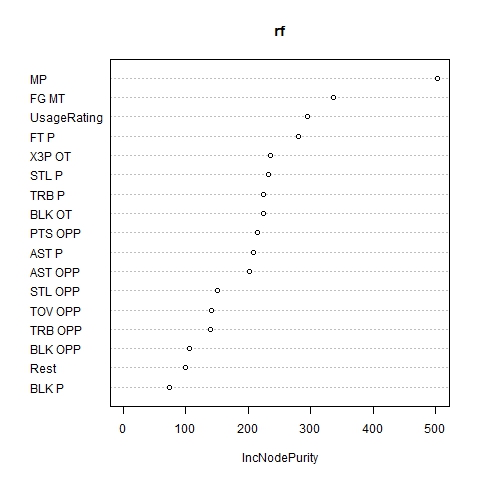 rf
MP
FG MT
UsageRating
FT P
X3P OT
STL P
TRB P
BLK OT
PTS OPP
AST P
AST OPP
STL OPP
TOV OPP
TRB OPP
BLK OPP
Rest
BLK P
0 100 200 300 400 500
IncNodePurity